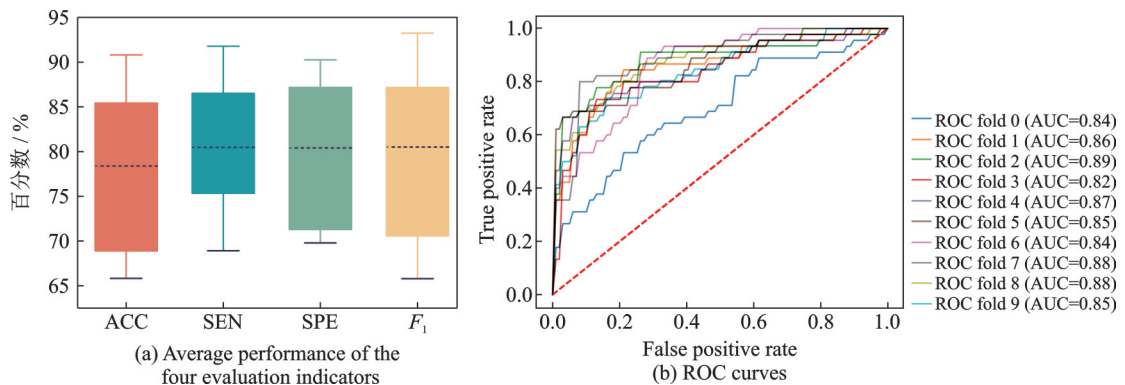 95
90
85
80
75
70
65
百分数 / %
ACC SEN SPE F₁
(a) Average performance of the
four evaluation indicators
1.0
0.8
0.6
0.4
0.2
0.0
True positive rate
0.0 0.2 0.4 0.6 0.8 1.0
False positive rate
(b) ROC curves
ROC fold 0 (AUC=0.84)
ROC fold 1 (AUC=0.86)
ROC fold 2 (AUC=0.89)
ROC fold 3 (AUC=0.82)
ROC fold 4 (AUC=0.87)
ROC fold 5 (AUC=0.85)
ROC fold 6 (AUC=0.84)
ROC fold 7 (AUC=0.88)
ROC fold 8 (AUC=0.88)
ROC fold 9 (AUC=0.85)